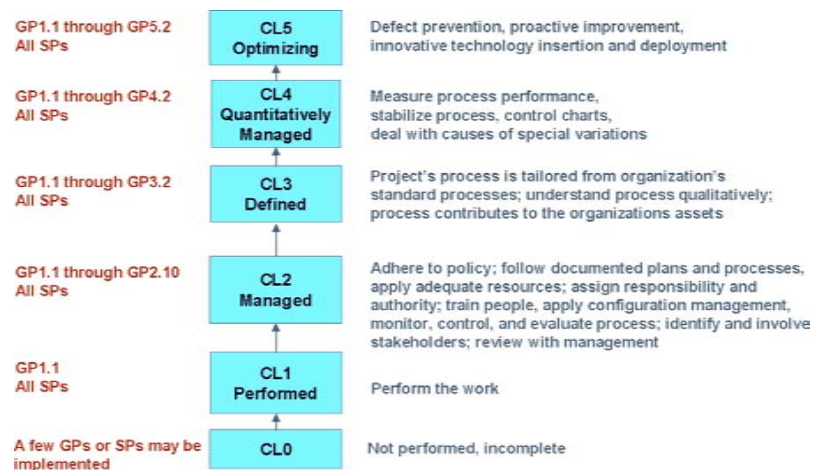 GP1.1 through GP5.2
All SPs
CL5
Optimizing
Defect prevention, proactive improvement,
innovative technology insertion and deployment
GP1.1 through GP4.2
All SPs
CL4
Quantitatively
Managed
Measure process performance,
stabilize process, control charts,
deal with causes of special variations
GP1.1 through GP3.2
All SPs
CL3
Defined
Project's process is tailored from organization's
standard processes; understand process qualitatively;
process contributes to the organizations assets
GP1.1 through GP2.10
All SPs
CL2
Managed
Adhere to policy; follow documented plans and processes,
apply adequate resources; assign responsibility and
authority; train people, apply configuration management,
monitor, control, and evaluate process; identify and involve
stakeholders; review with management
GP1.1
All SPs
CL1
Performed
Perform the work
A few GPs or SPs may be
implemented
CL0
Not performed, incomplete